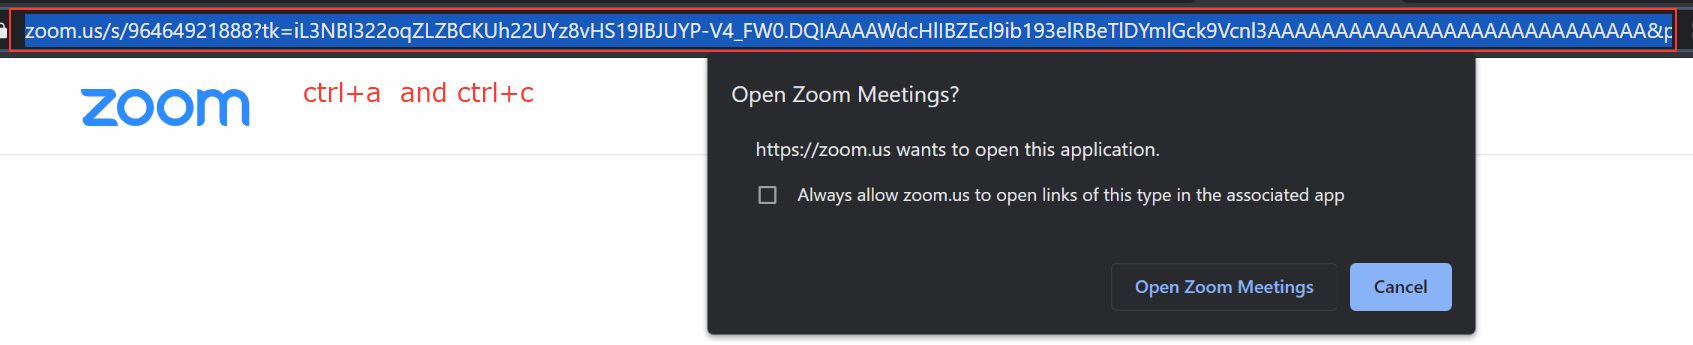 zoom.us/s/96464921888?tk=iL3NBI322oqZLZBCKUh22UYz8vHS19IBJUYP-V4_FW0.DQIAAAAWdcHlIBZEcl9ib193elRBeTlDYmlGck9Vcnl3AAAAAAAAAAAAAAAAAAAAAAAAAAAA&p
zoom ctrl+a and ctrl+c
Open Zoom Meetings?
https://zoom.us wants to open this application.
Always allow zoom.us to open links of this type in the associated app
Open Zoom Meetings Cancel